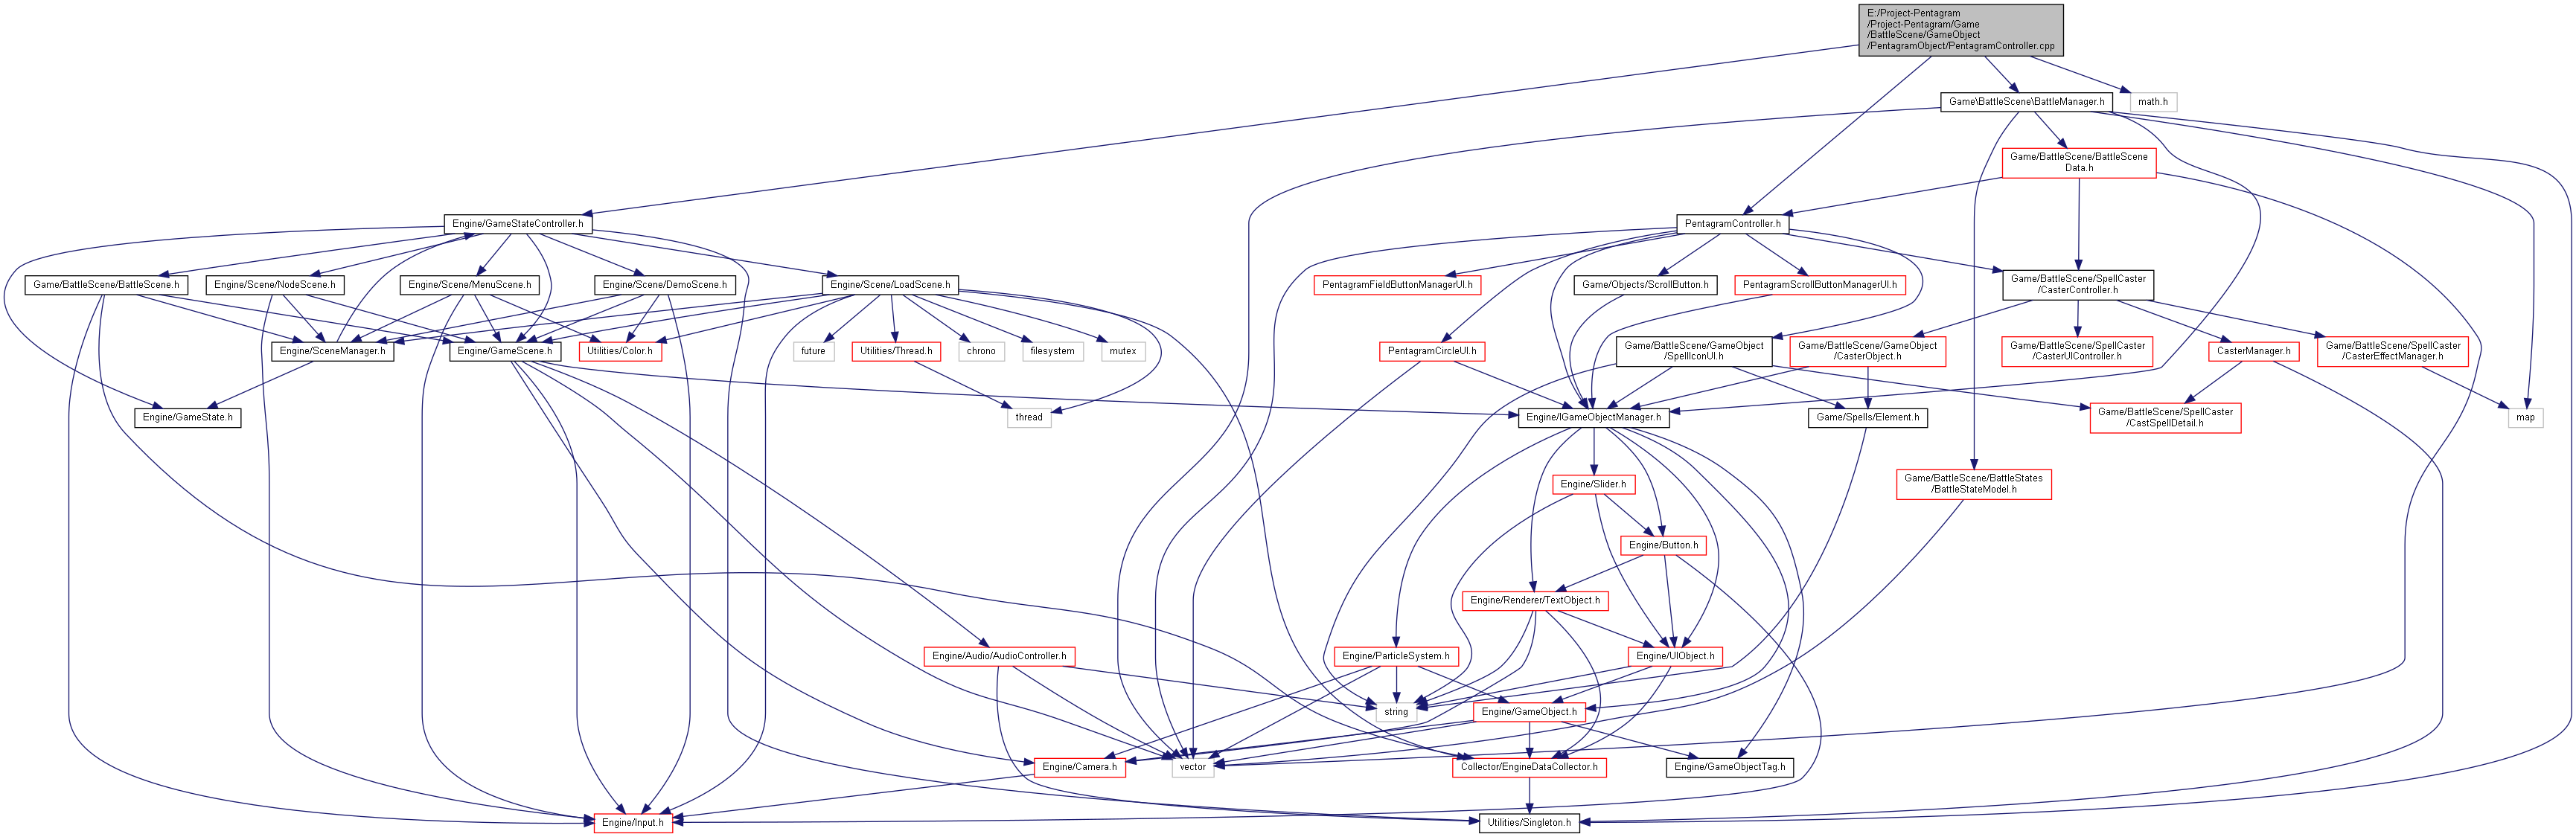 E:/Project-Pentagram
/Project-Pentagram/Game
/BattleScene/GameObject
/PentagramObject/PentagramController.cpp
Game\BattleScene\BattleManager.h
math.h
Game/BattleScene/BattleScene
Data.h
Engine/GameStateController.h
PentagramController.h
Game/BattleScene/BattleScene.h
Engine/Scene/NodeScene.h
Engine/Scene/MenuScene.h
Engine/Scene/DemoScene.h
Engine/Scene/LoadScene.h
PentagramFieldButtonManagerUI.h
Game/Objects/ScrollButton.h
PentagramScrollButtonManagerUI.h
Game/BattleScene/SpellCaster
/CasterController.h
Engine/SceneManager.h
Engine/GameScene.h
Utilities/Color.h
future
Utilities/Thread.h
chrono
filesystem
mutex
PentagramCircleUI.h
Game/BattleScene/GameObject
/SpellIconUI.h
Game/BattleScene/GameObject
/CasterObject.h
Game/BattleScene/SpellCaster
/CasterUIController.h
CasterManager.h
Game/BattleScene/SpellCaster
/CasterEffectManager.h
Engine/GameState.h
thread
Engine/IGameObjectManager.h
Game/Spells/Element.h
Game/BattleScene/SpellCaster
/CastSpellDetail.h
map
Engine/Slider.h
Game/BattleScene/BattleStates
/BattleStateModel.h
Engine/Button.h
Engine/Renderer/TextObject.h
Engine/Audio/AudioController.h
Engine/ParticleSystem.h
Engine/UIObject.h
string
Engine/GameObject.h
Engine/Camera.h
vector
Collector/EngineDataCollector.h
Engine/GameObjectTag.h
Engine/Input.h
Utilities/Singleton.h